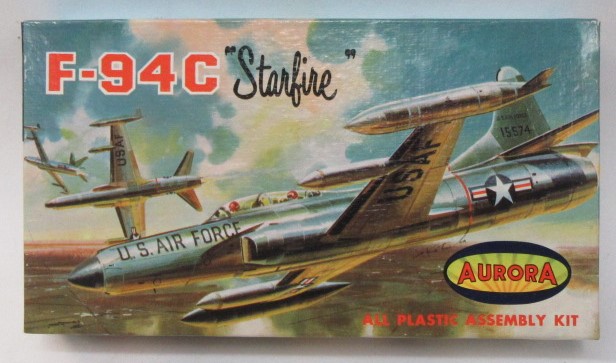 F-94C "Starfire"
USAF
U.S. AIR FORCE
USAF
15574
AURORA
ALL PLASTIC ASSEMBLY KIT